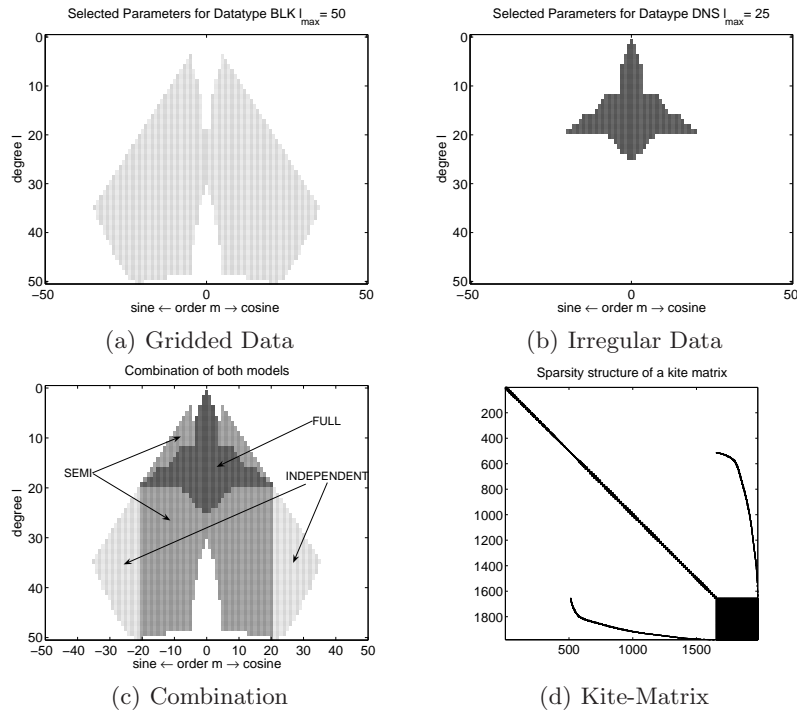 Selected Parameters for Datatype BLK l_max = 50
0
10
20
30
40
50
degree l
−50 0 50
sine ← order m → cosine
(a) Gridded Data
Selected Parameters for Dataype DNS l_max = 25
0
10
20
30
40
50
degree l
−50 0 50
sine ← order m → cosine
(b) Irregular Data
Combination of both models
0
10
20
30
40
50
degree l
FULL
SEMI
INDEPENDENT
−50 −40 −30 −20 −10 0 10 20 30 40 50
sine ← order m → cosine
(c) Combination
Sparsity structure of a kite matrix
200
400
600
800
1000
1200
1400
1600
1800
500 1000 1500
(d) Kite-Matrix